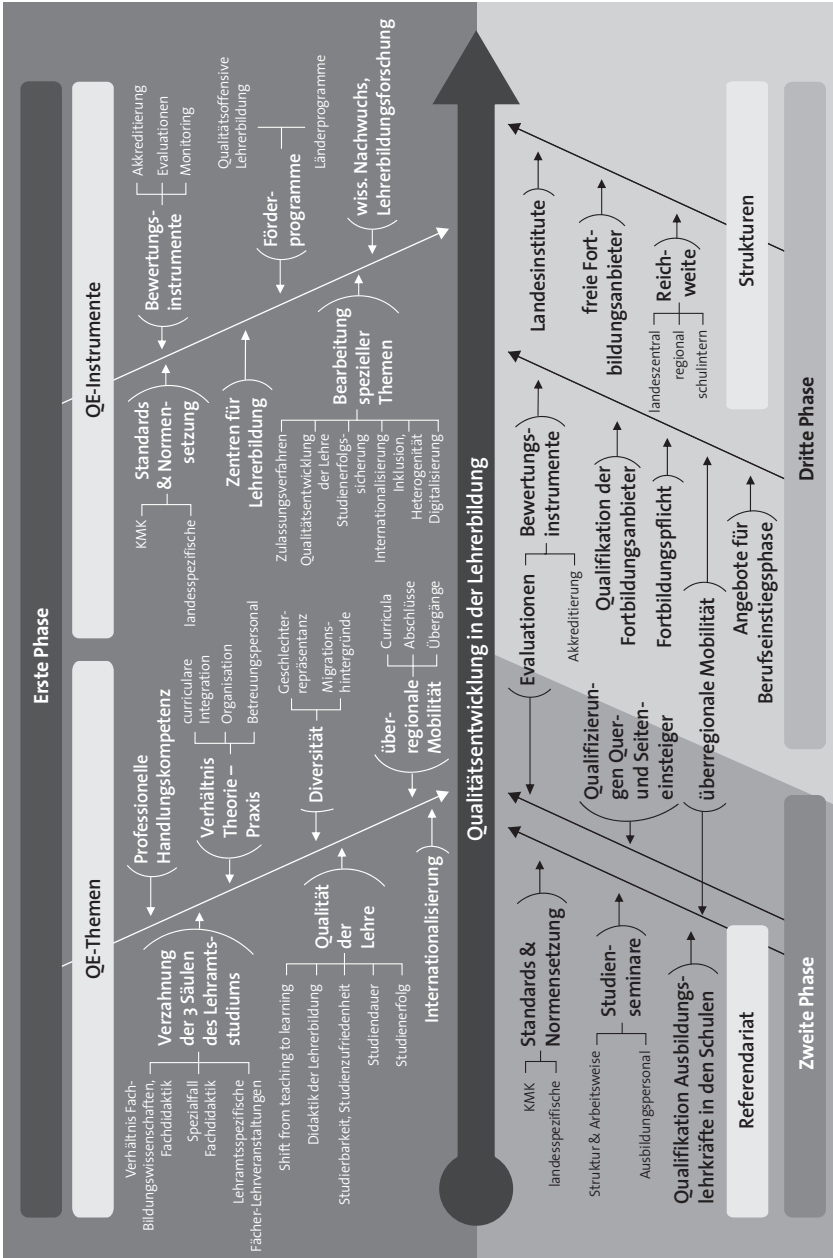 Erste Phase
QE-Themen
QE-Instrumente
Professionelle
Handlungskompetenz
Verhältnis
Theorie –
Praxis
curriculare
Integration
Organisation
Betreuungspersonal
Diversität
Geschlechter-
repräsentanz
Migrations-
hintergründe
über-
regionale
Mobilität
Curricula
Abschlüsse
Übergänge
Verzahnung
der 3 Säulen
des Lehramts-
studiums
Verhältnis Fach-
Bildungswissenschaften,
Fachdidaktik
Spezialfall
Fachdidaktik
Lehramtsspezifische
Fächer-Lehrveranstaltungen
Qualität
der
Lehre
Shift from teaching to learning
Didaktik der Lehrerbildung
Studierbarkeit, Studienzufriedenheit
Studiendauer
Studienerfolg
Internationalisierung
Bewertungs-
instrumente
Akkreditierung
Evaluationen
Monitoring
Förder-
programme
Qualitätsoffensive
Lehrerbildung
Länderprogramme
wiss. Nachwuchs,
Lehrerbildungsforschung
Standards
& Normen-
setzung
KMK
landesspezifische
Zentren für
Lehrerbildung
Bearbeitung
spezieller
Themen
Zulassungsverfahren
Qualitätsentwicklung
der Lehre
Studienerfolgs-
sicherung
Internationalisierung
Inklusion,
Heterogenität
Digitalisierung
Qualitätsentwicklung in der Lehrerbildung
Standards &
Normensetzung
KMK
landesspezifische
Studien-
seminare
Struktur & Arbeitsweise
Ausbildungspersonal
Qualifikation Ausbildungs-
lehrkräfte in den Schulen
Evaluationen
Akkreditierung
Bewertungs-
instrumente
Qualifizierun-
gen Quer-
und Seiten-
einsteiger
überregionale Mobilität
Qualifikation der
Fortbildungsanbieter
Fortbildungspflicht
Angebote für
Berufseinstiegsphase
Landesinstitute
freie Fort-
bildungsanbieter
Reich-
weite
landeszentral
regional
schulintern
Referendariat
Strukturen
Zweite Phase
Dritte Phase